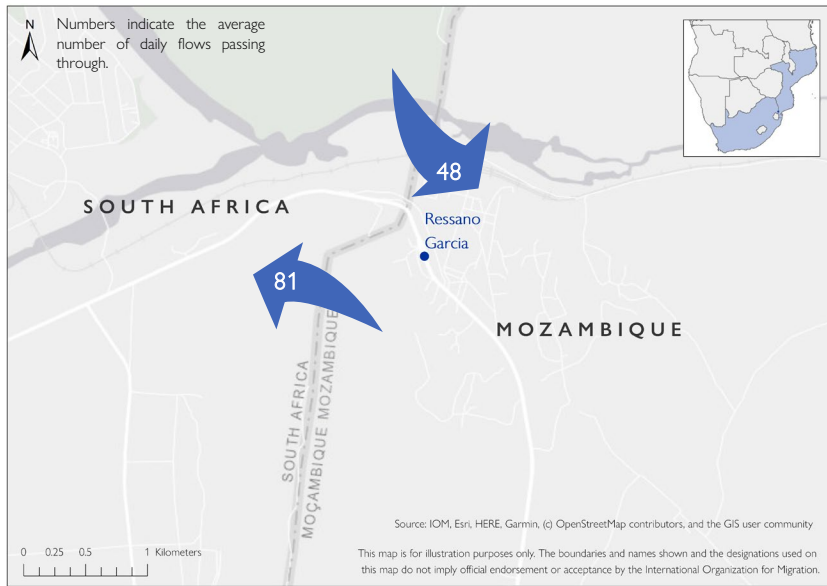 N
Numbers indicate the average
number of daily flows passing
through.
48
SOUTH AFRICA
Ressano
Garcia
81
MOZAMBIQUE
SOUTH AFRICA
MOÇAMBIQUE MOZAMBIQUE
Source: IOM, Esri, HERE, Garmin, (c) OpenStreetMap contributors, and the GIS user community
0 0.25 0.5 1 Kilometers
This map is for illustration purposes only. The boundaries and names shown and the designations used on
this map do not imply official endorsement or acceptance by the International Organization for Migration.